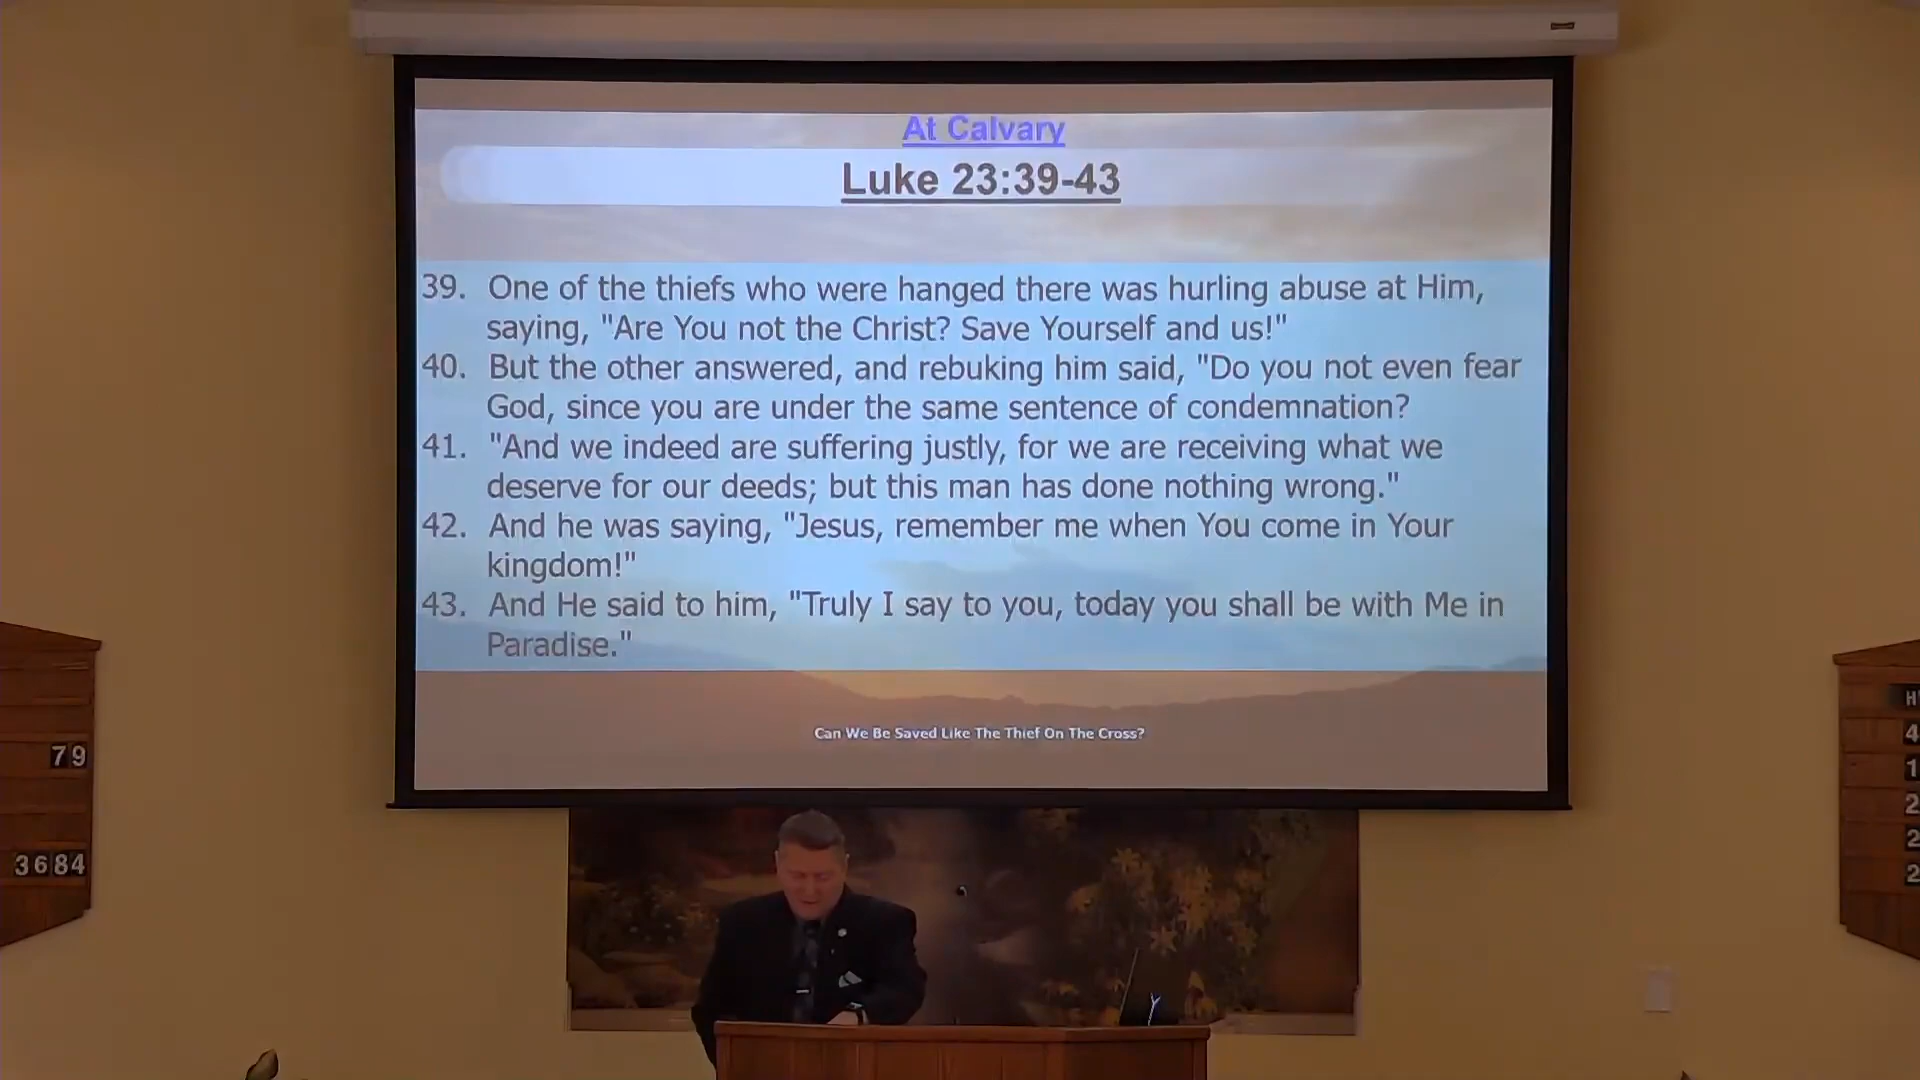 At Calvary
Luke 23:39-43
39. One of the thiefs who were hanged there was hurling abuse at Him,
saying, "Are You not the Christ? Save Yourself and us!"
40. But the other answered, and rebuking him said, "Do you not even fear
God, since you are under the same sentence of condemnation?
41. "And we indeed are suffering justly, for we are receiving what we
deserve for our deeds; but this man has done nothing wrong."
42. And he was saying, "Jesus, remember me when You come in Your
kingdom!"
43. And He said to him, "Truly I say to you, today you shall be with Me in
Paradise."
Can We Be Saved Like The Thief On The Cross?
79
3684